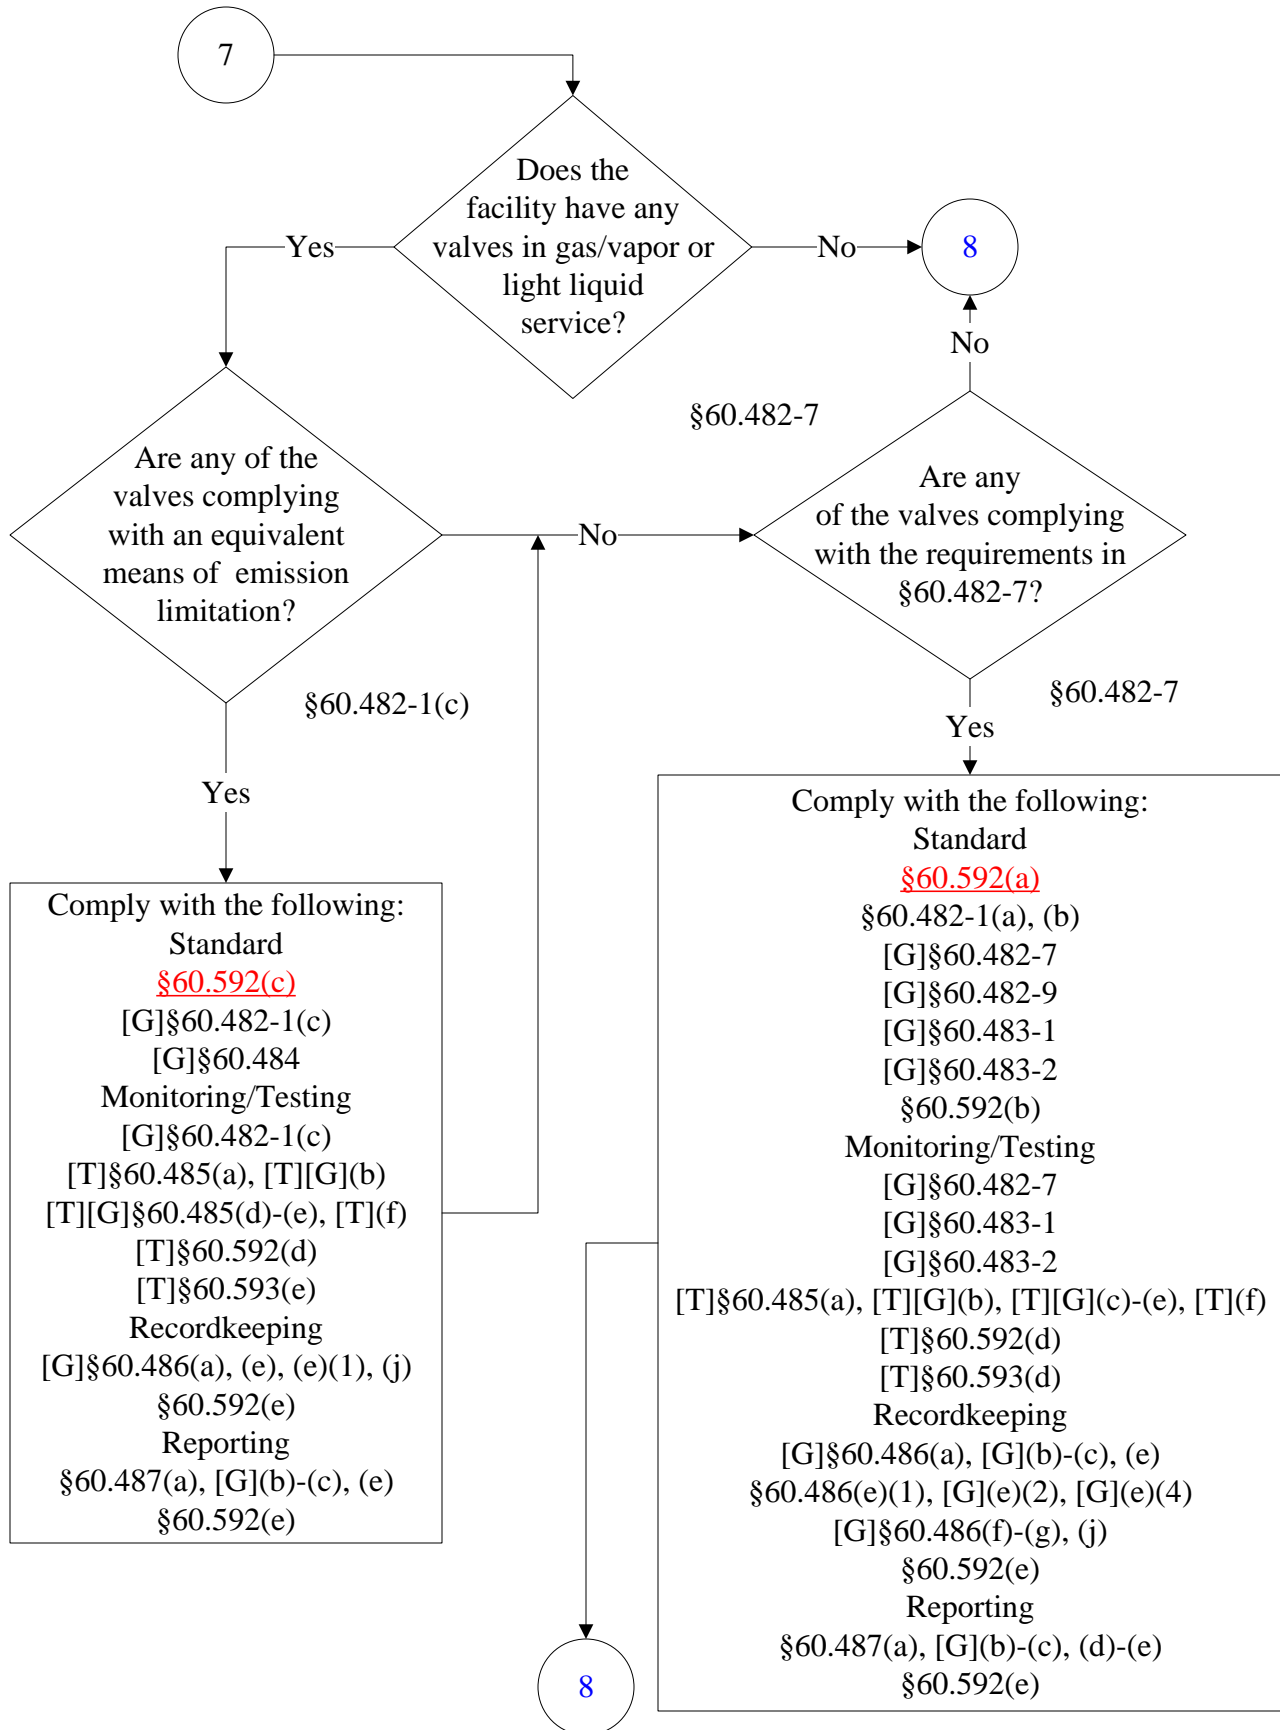 7
Does the
facility have any
valves in gas/vapor or
light liquid
service?
Yes
No
8
No
§60.482-7
Are any of the
valves complying
with an equivalent
means of  emission
limitation?
No
Are any
of the valves complying
with the requirements in
§60.482-7?
§60.482-1(c)
§60.482-7
Yes
Yes
Comply with the following:
Standard
§60.592(c)
[G]§60.482-1(c)
[G]§60.484
Monitoring/Testing
[G]§60.482-1(c)
[T]§60.485(a), [T][G](b)
[T][G]§60.485(d)-(e), [T](f)
[T]§60.592(d)
[T]§60.593(e)
Recordkeeping
[G]§60.486(a), (e), (e)(1), (j)
§60.592(e)
Reporting
§60.487(a), [G](b)-(c), (e)
§60.592(e)
Comply with the following:
Standard
§60.592(a)
§60.482-1(a), (b)
[G]§60.482-7
[G]§60.482-9
[G]§60.483-1
[G]§60.483-2
§60.592(b)
Monitoring/Testing
[G]§60.482-7
[G]§60.483-1
[G]§60.483-2
[T]§60.485(a), [T][G](b), [T][G](c)-(e), [T](f)
[T]§60.592(d)
[T]§60.593(d)
Recordkeeping
[G]§60.486(a), [G](b)-(c), (e)
§60.486(e)(1), [G](e)(2), [G](e)(4)
[G]§60.486(f)-(g), (j)
§60.592(e)
Reporting
§60.487(a), [G](b)-(c), (d)-(e)
§60.592(e)
8